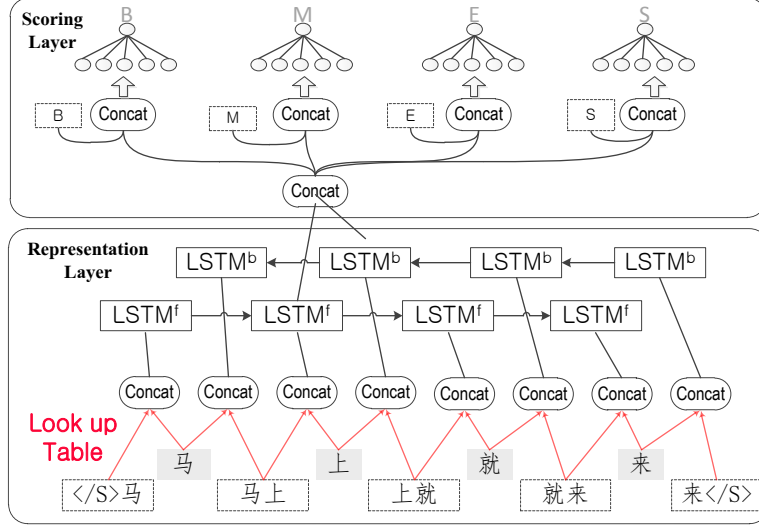 Scoring
Layer
B M E S
B Concat M Concat E Concat S Concat
Concat
Representation
Layer
LSTMᵇ LSTMᵇ LSTMᵇ LSTMᵇ
LSTMᶠ LSTMᶠ LSTMᶠ LSTMᶠ
Concat Concat Concat Concat Concat Concat Concat Concat
Look up
Table
马 上 就 来
</S>马 马上 上就 就来 来</S>